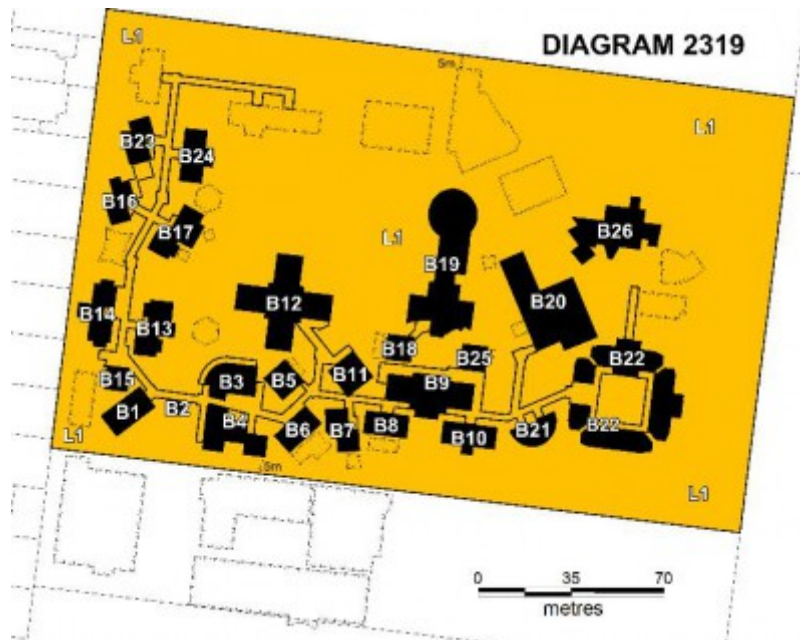 L1
DIAGRAM 2319
5m
L1
B23
B24
B16
B17
L1
B26
B19
B14
B12
B20
B13
B18
B25
B22
B15
B3
B5
B11
B9
B1
B2
B4
B6
B7
B8
B10
B21
B22
L1
5m
L1
0 35 70
metres